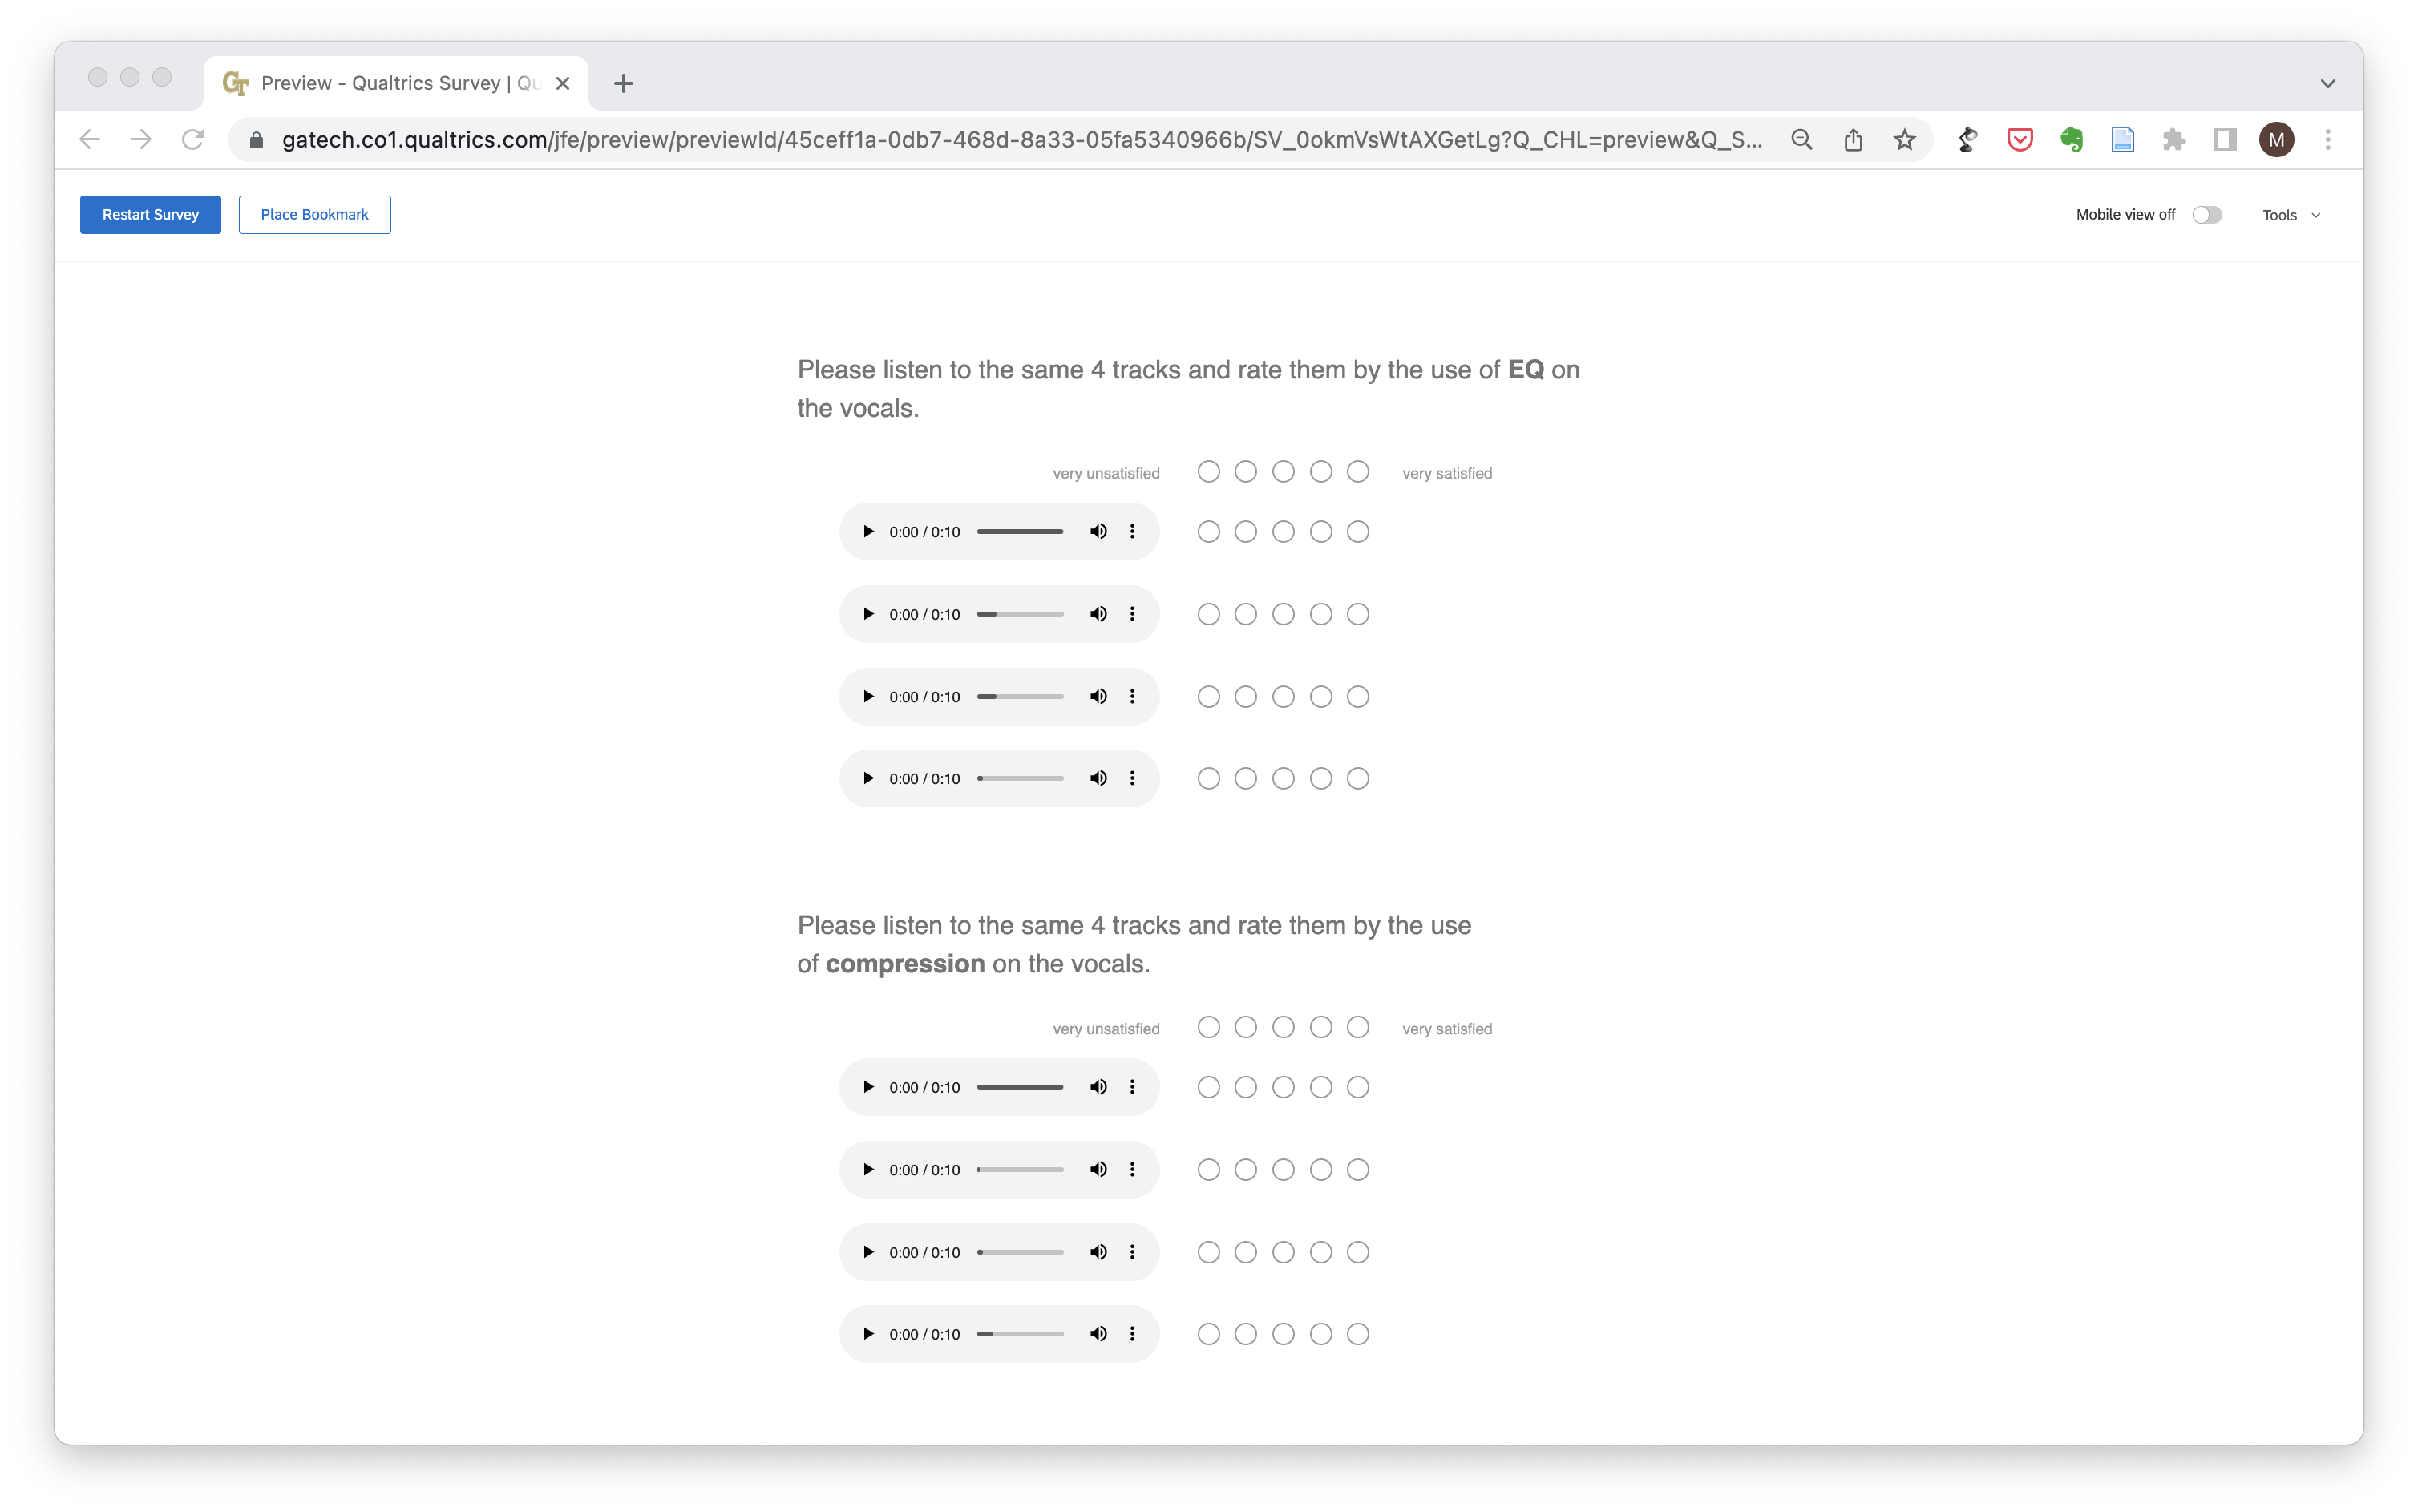 GT Preview - Qualtrics Survey | Qu
gatech.co1.qualtrics.com/jfe/preview/previewId/45ceff1a-0db7-468d-8a33-05fa5340966b/SV_0okmVsWtAXGetLg?Q_CHL=preview&Q_S... M
Restart Survey Place Bookmark Mobile view off Tools
Please listen to the same 4 tracks and rate them by the use of EQ on
the vocals.
very unsatisfied very satisfied
0:00 / 0:10
0:00 / 0:10
0:00 / 0:10
0:00 / 0:10
Please listen to the same 4 tracks and rate them by the use
of compression on the vocals.
very unsatisfied very satisfied
0:00 / 0:10
0:00 / 0:10
0:00 / 0:10
0:00 / 0:10